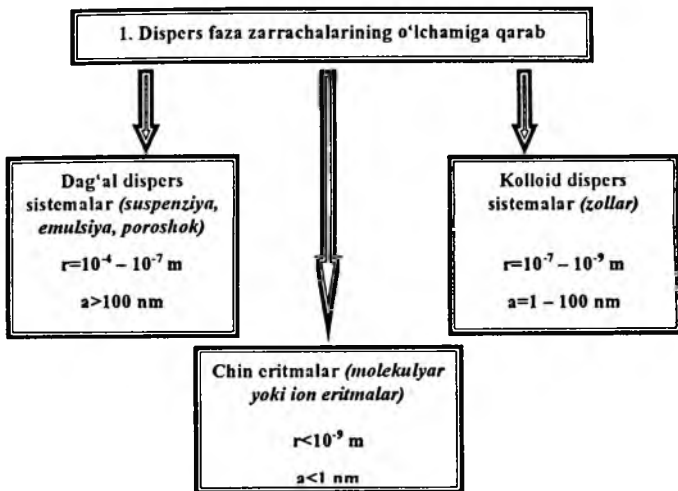 1. Dispers faza zarrachalarining o‘lchamiga qarab
Dag‘al dispers
sistemalar (suspenziya,
emulsiya, poroshok)
r=10⁻⁴ – 10⁻⁷ m
a>100 nm
Kolloid dispers
sistemalar (zollar)
r=10⁻⁷ – 10⁻⁹ m
a=1 – 100 nm
Chin eritmalar (molekulyar
yoki ion eritmalar)
r<10⁻⁹ m
a<1 nm